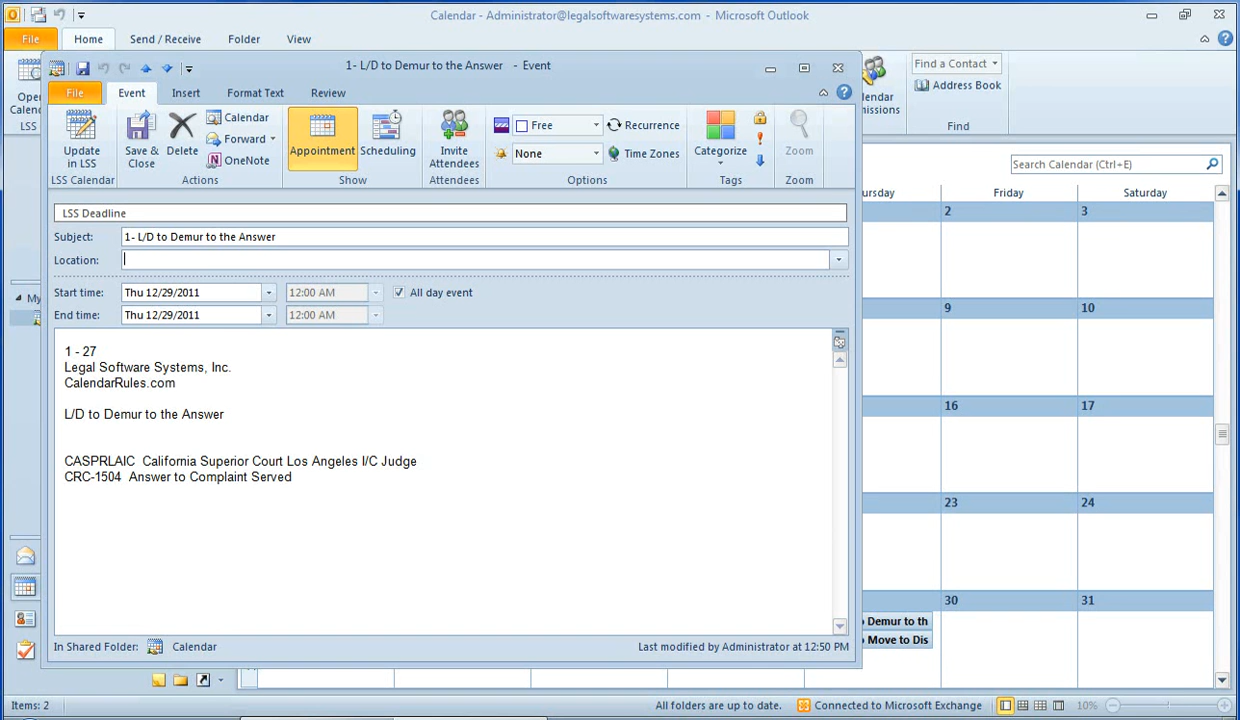 Calendar - Administrator@legalsoftwaresystems.com - Microsoft Outlook
File Home Send / Receive Folder View
1- L/D to Demur to the Answer - Event
File Event Insert Format Text Review
Open
LSS
Update in LSS
LSS Calendar
Save & Close
Delete
Calendar
Forward
OneNote
Actions
Appointment
Scheduling
Show
Invite Attendees
Attendees
Free
None
Recurrence
Time Zones
Options
Categorize
Tags
Zoom
Zoom
Find a Contact
Address Book
Find
LSS Deadline
Subject: 1- L/D to Demur to the Answer
Location:
Start time: Thu 12/29/2011 12:00 AM All day event
End time: Thu 12/29/2011 12:00 AM
1 - 27
Legal Software Systems, Inc.
CalendarRules.com
L/D to Demur to the Answer
CASPRLAIC California Superior Court Los Angeles I/C Judge
CRC-1504 Answer to Complaint Served
In Shared Folder: Calendar Last modified by Administrator at 12:50 PM
My
Search Calendar (Ctrl+E)
ursday Friday Saturday
2 3
9 10
16 17
23 24
30 31
Demur to th
Move to Dis
Items: 2 All folders are up to date. Connected to Microsoft Exchange 10%